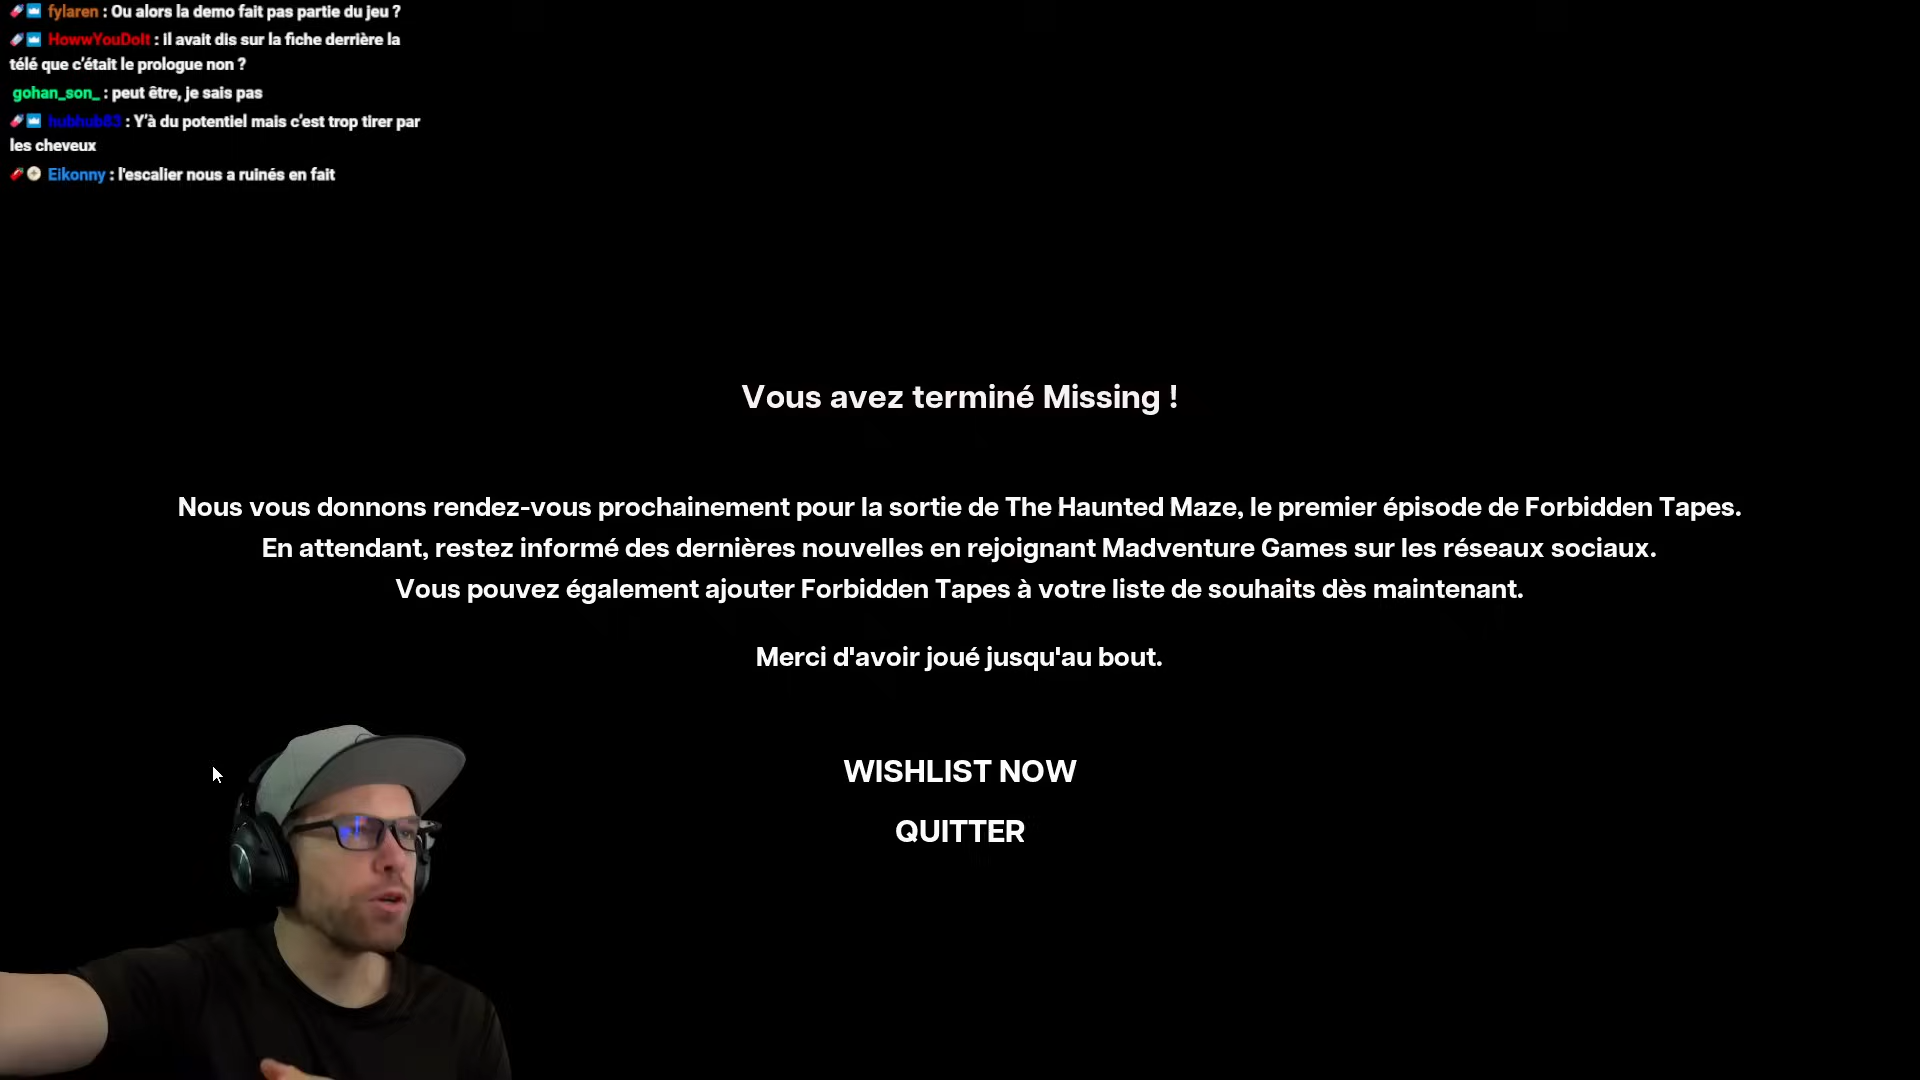 fylaren : Ou alors la demo fait pas partie du jeu ?
HowwYouDoIt : il avait dis sur la fiche derrière la
télé que c’était le prologue non ?
gohan_son_ : peut être, je sais pas
hubhub83 : Y’à du potentiel mais c’est trop tirer par
les cheveux
Eikonny : l'escalier nous a ruinés en fait
Vous avez terminé Missing !
Nous vous donnons rendez-vous prochainement pour la sortie de The Haunted Maze, le premier épisode de Forbidden Tapes.
En attendant, restez informé des dernières nouvelles en rejoignant Madventure Games sur les réseaux sociaux.
Vous pouvez également ajouter Forbidden Tapes à votre liste de souhaits dès maintenant.
Merci d'avoir joué jusqu'au bout.
WISHLIST NOW
QUITTER